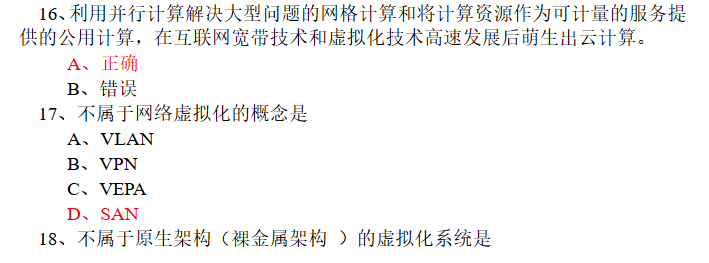 16、利用并行计算解决大型问题的网格计算和将计算资源作为可计量的服务提
供的公用计算，在互联网宽带技术和虚拟化技术高速发展后萌生出云计算。
A、正确
B、错误
17、不属于网络虚拟化的概念是
A、VLAN
B、VPN
C、VEPA
D、SAN
18、不属于原生架构（裸金属架构 ）的虚拟化系统是